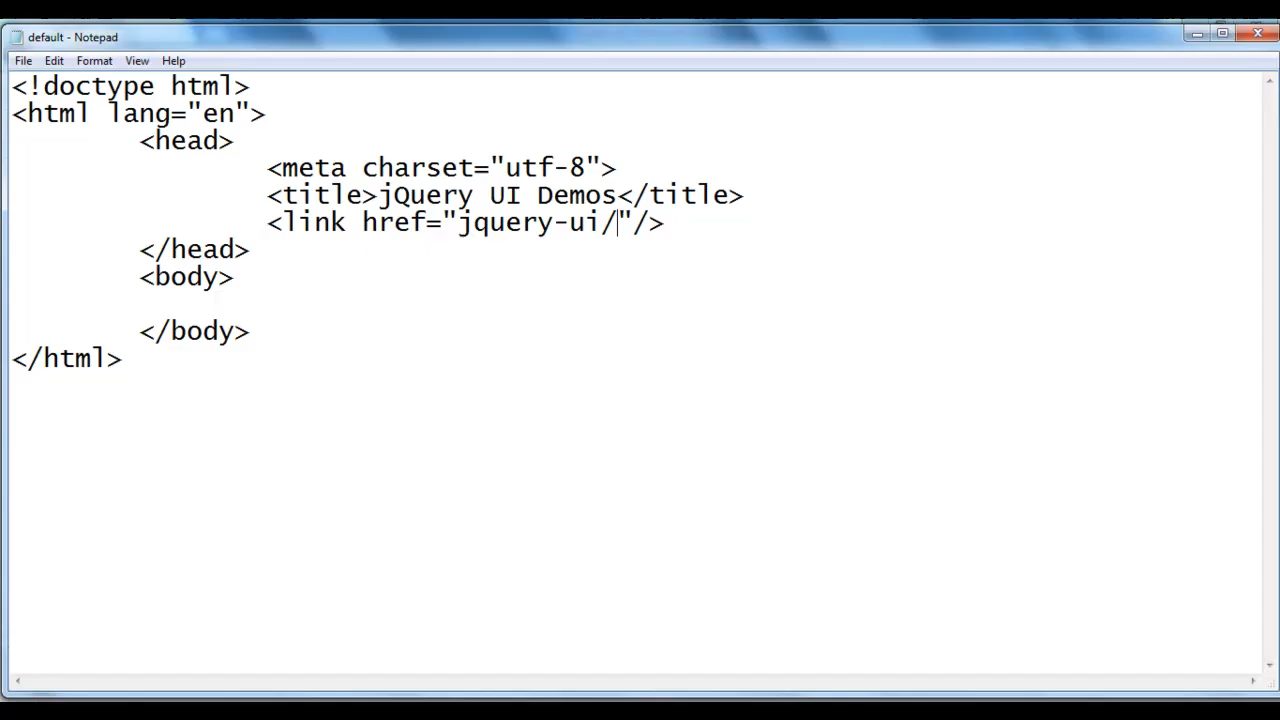 default - Notepad
File Edit Format View Help
<!doctype html>
<html lang="en">
<head>
<meta charset="utf-8">
<title>jQuery UI Demos</title>
<link href="jquery-ui/"/>
</head>
<body>
</body>
</html>